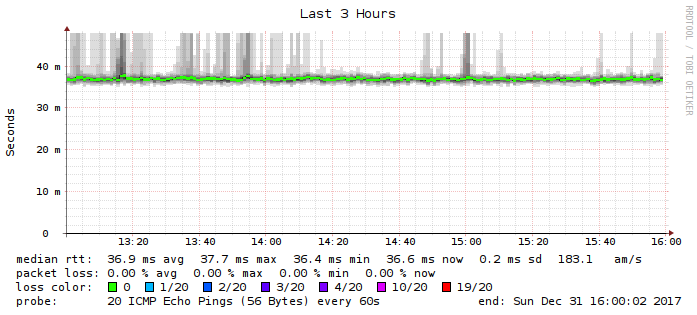 Last 3 Hours
RRDTOOL / TOBI OETIKER
Seconds
40 m
30 m
20 m
10 m
0
13:20 13:40 14:00 14:20 14:40 15:00 15:20 15:40 16:00
median rtt: 36.9 ms avg 37.7 ms max 36.4 ms min 36.6 ms now 0.2 ms sd 183.1 am/s
packet loss: 0.00 % avg 0.00 % max 0.00 % min 0.00 % now
loss color: 0 1/20 2/20 3/20 4/20 10/20 19/20
probe: 20 ICMP Echo Pings (56 Bytes) every 60s end: Sun Dec 31 16:00:02 2017